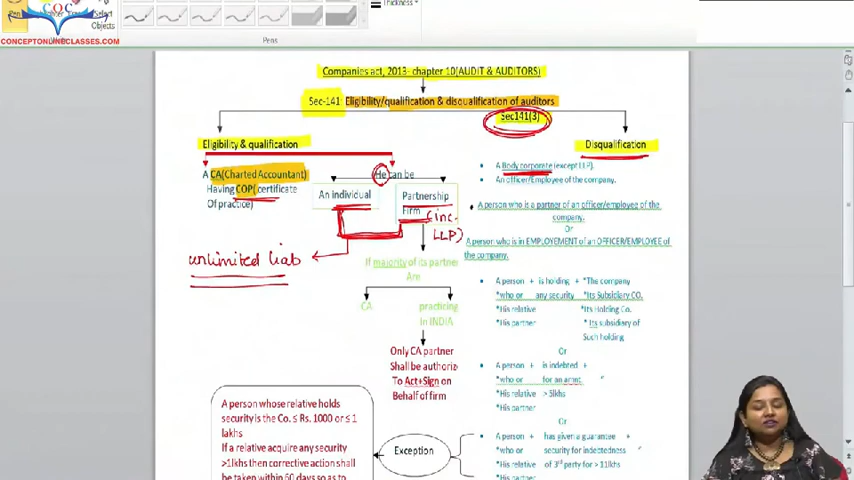 COC
CONCEPTONLINECLASSES.COM
Pen
Select
Objects
Pens
Thickness
Companies act, 2013- chapter 10(AUDIT & AUDITORS)
Sec-141: Eligibility/qualification & disqualification of auditors
Sec141(3)
Eligibility & qualification
Disqualification
A CA(Charted Accountant)
Having COP( certificate
Of practice)
He can be
An individual
Partnership
Firm (inc.
LLP)
unlimited liab
If majority of its partner
Are
CA
practicing
In INDIA
Only CA partner
Shall be authorize
To Act+Sign on
Behalf of firm
A Body corporate (except LLP).
An officer/Employee of the company.
A person who is a partner of an officer/employee of the
company.
Or
A person who is in EMPLOYEMENT of an OFFICER/EMPLOYEE of
the company.
A person + is holding + *The company
*who or any security *Its Subsidiary CO.
*His relative *Its Holding Co.
*His partner * Its subsidiary of
Such holding
Or
A person + is indebted
*who or for an amnt
*His relative > 5lkhs
*His partner
Or
A person + has given a guarantee +
*who or security for indebtedness
*His relative of 3rd party for > 11khs
*His partner
Exception
A person whose relative holds
security is the Co. ≤ Rs. 1000 or ≤ 1
lakhs
If a relative acquire any security
>1lkhs then corrective action shall
be taken within 60 days so as to